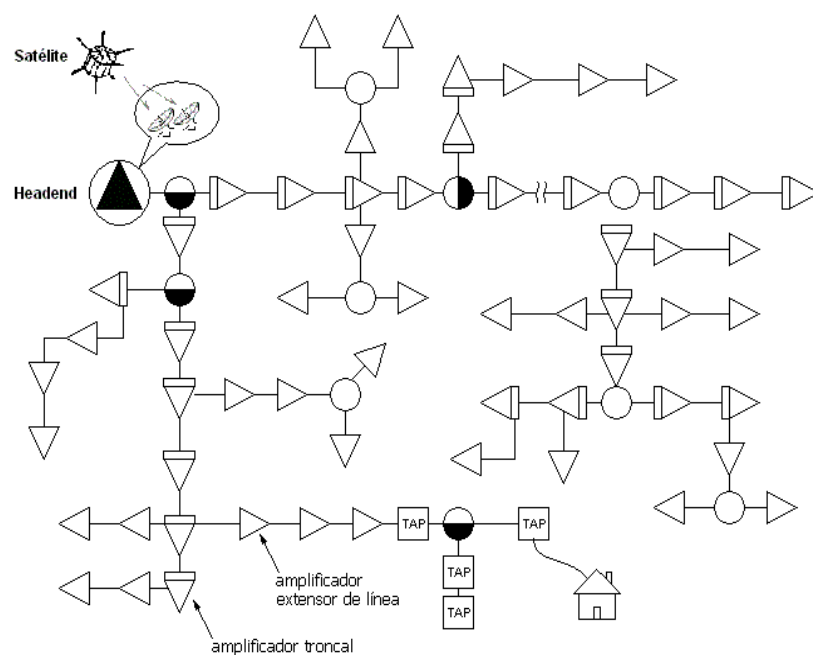 Satélite
Headend
TAP
TAP
TAP
TAP
amplificador
extensor de línea
amplificador troncal